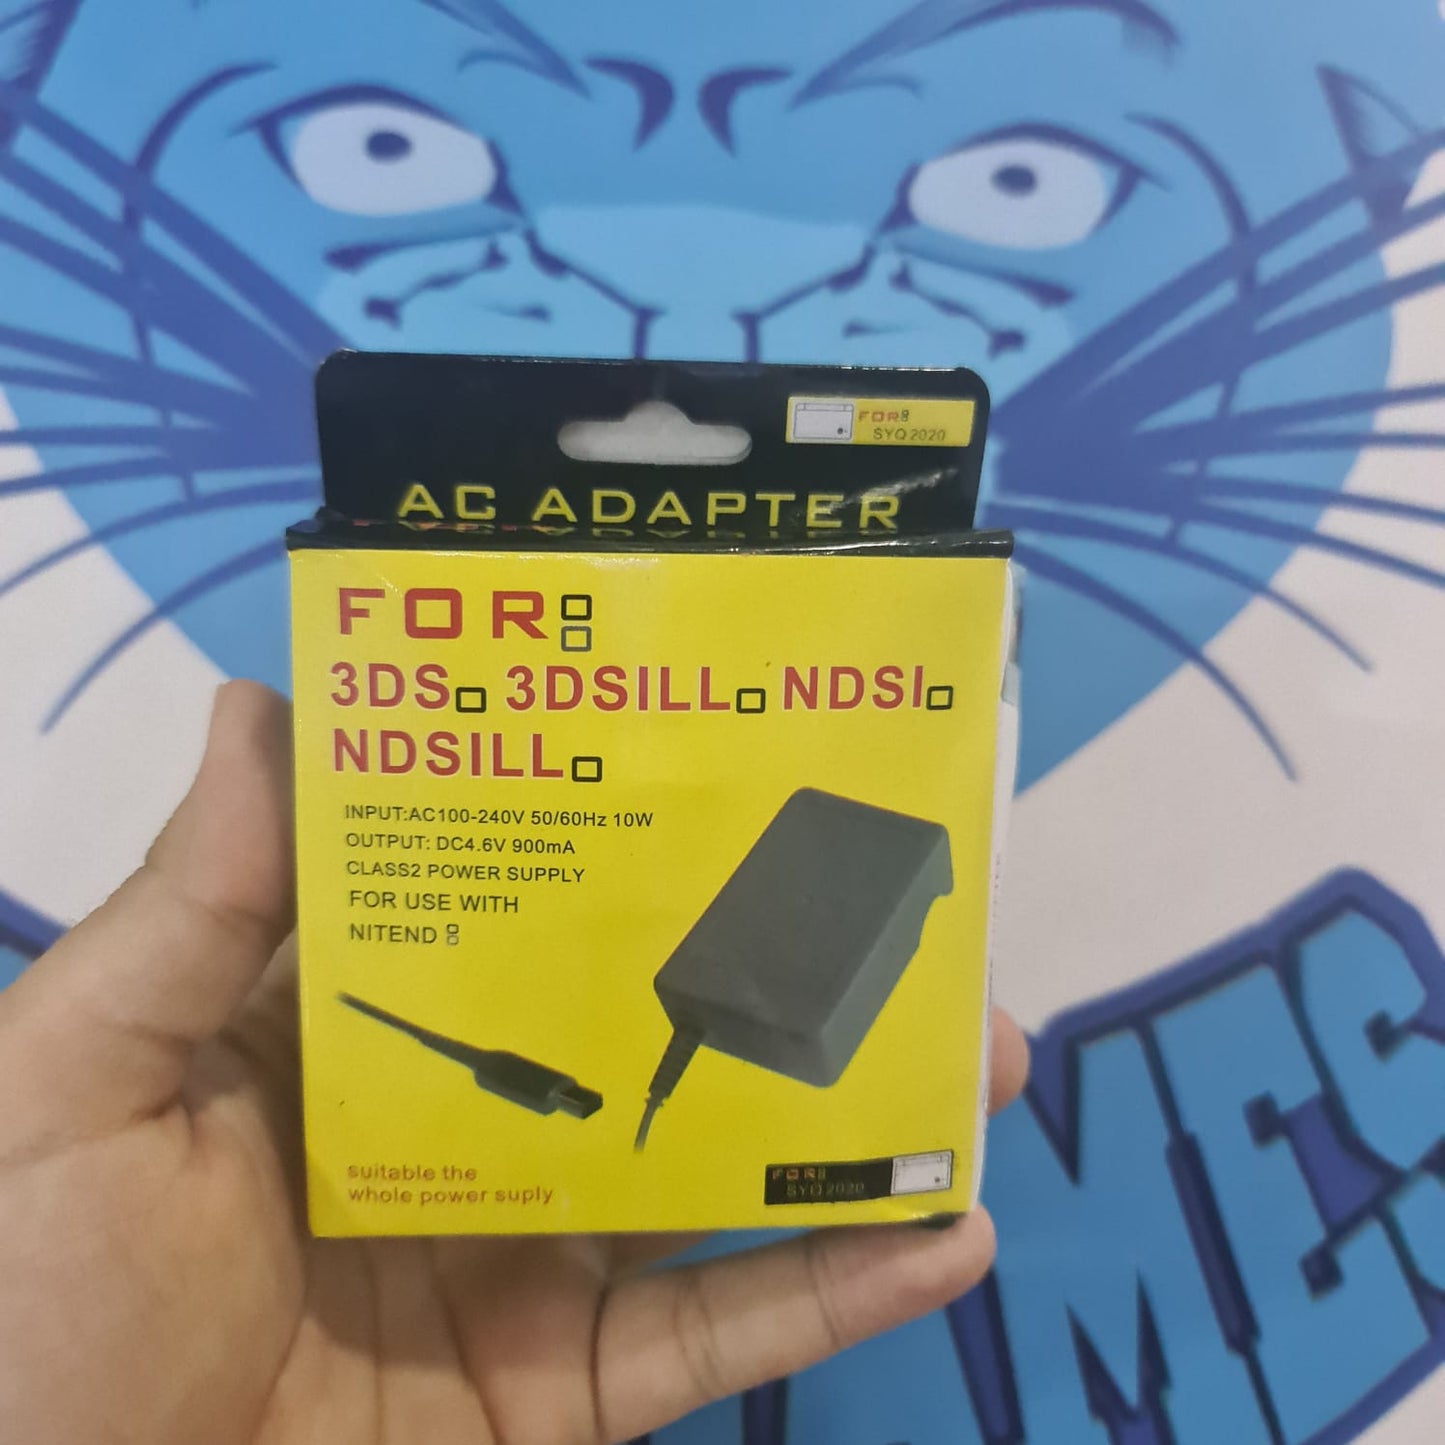 FOR
SYQ 2020
AC ADAPTER
FOR:
3DS 3DSILL NDSI
NDSILL
INPUT:AC100-240V 50/60Hz 10W
OUTPUT: DC4.6V 900mA
CLASS2 POWER SUPPLY
FOR USE WITH
NITEND
suitable the
whole power suply
FOR
SYQ 2020